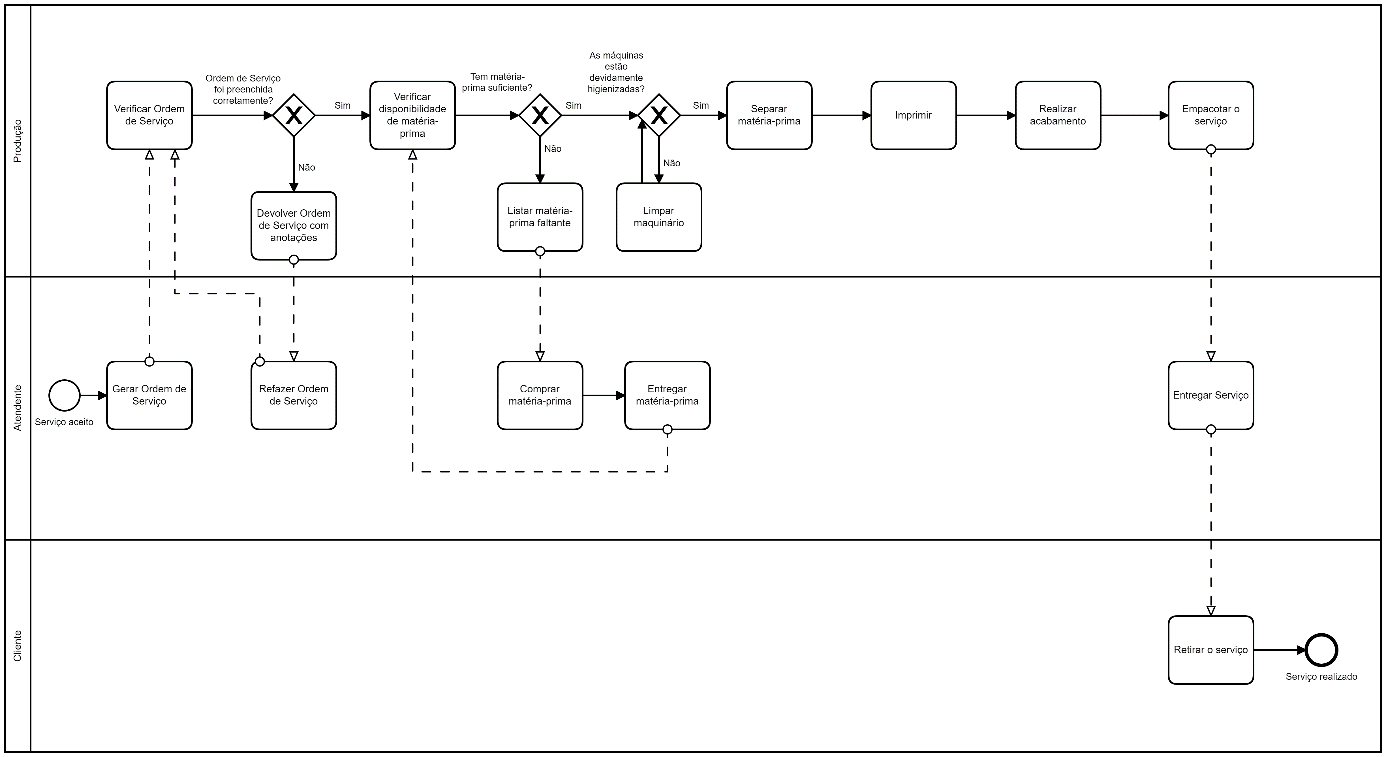 Produção
Verificar Ordem
de Serviço
Ordem de Serviço
foi preenchida
corretamente?
Sim
Não
Devolver Ordem
de Serviço com
anotações
Verificar
disponibilidade
de matéria-
prima
Tem matéria-
prima suficiente?
Sim
Não
Listar matéria-
prima faltante
As máquinas
estão
devidamente
higienizadas?
Sim
Não
Limpar
maquinário
Separar
matéria-prima
Imprimir
Realizar
acabamento
Empacotar o
serviço
Atendente
Serviço aceito
Gerar Ordem de
Serviço
Refazer Ordem
de Serviço
Comprar
matéria-prima
Entregar
matéria-prima
Entregar Serviço
Cliente
Retirar o serviço
Serviço realizado